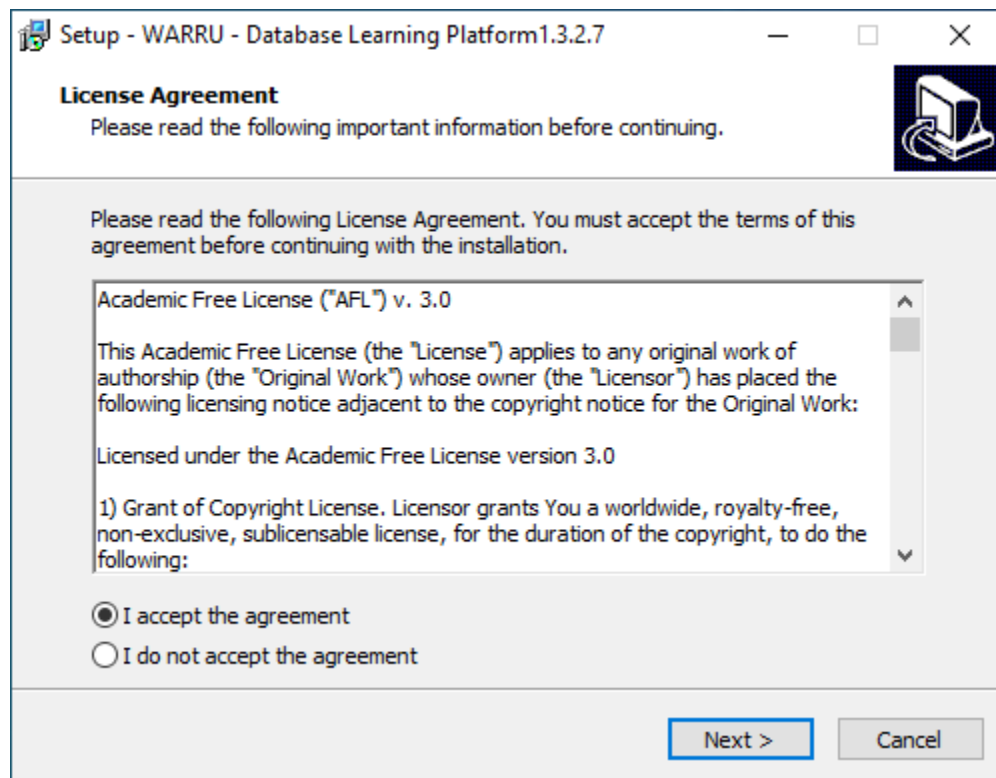 Setup - WARRU - Database Learning Platform1.3.2.7
License Agreement
Please read the following important information before continuing.
Please read the following License Agreement. You must accept the terms of this
agreement before continuing with the installation.
Academic Free License ("AFL") v. 3.0
This Academic Free License (the "License") applies to any original work of
authorship (the "Original Work") whose owner (the "Licensor") has placed the
following licensing notice adjacent to the copyright notice for the Original Work:
Licensed under the Academic Free License version 3.0
1) Grant of Copyright License. Licensor grants You a worldwide, royalty-free,
non-exclusive, sublicensable license, for the duration of the copyright, to do the
following:
I accept the agreement
I do not accept the agreement
Next >
Cancel